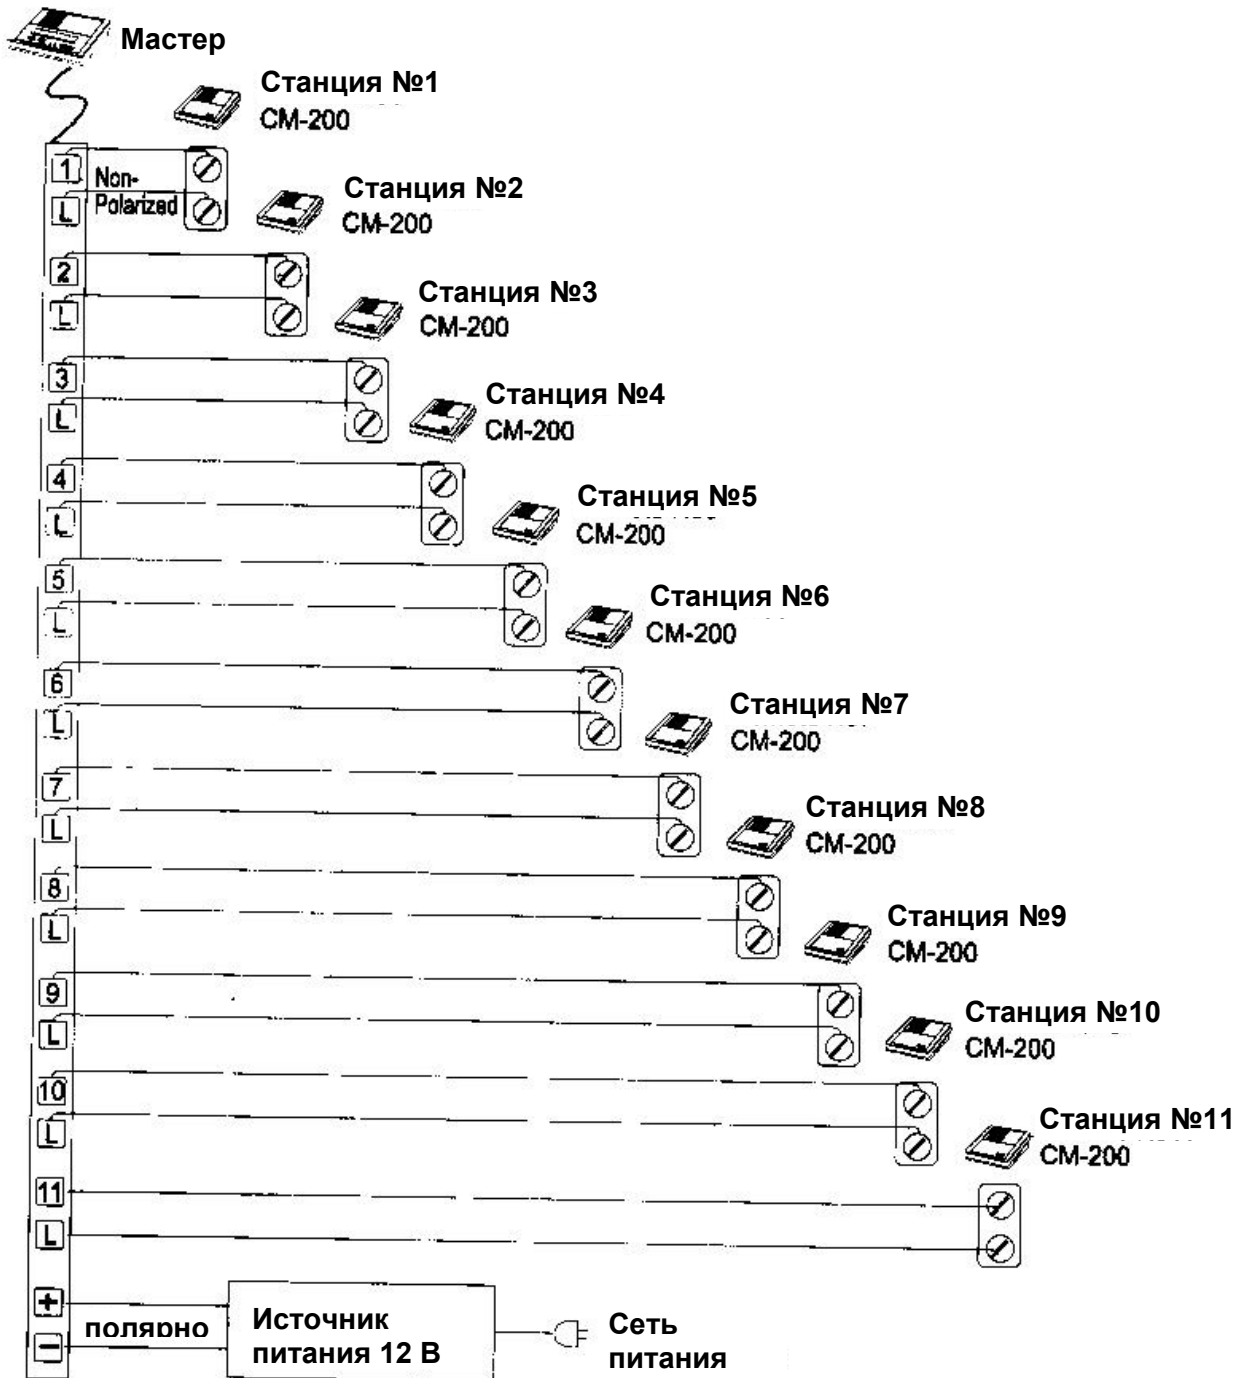 Мастер
Станция №1
CM-200
1
Non-
Polarized
L
Станция №2
CM-200
2
L
Станция №3
CM-200
3
L
Станция №4
CM-200
4
L
Станция №5
CM-200
5
L
Станция №6
CM-200
6
L
Станция №7
CM-200
7
L
Станция №8
CM-200
8
L
Станция №9
CM-200
9
L
Станция №10
CM-200
10
L
Станция №11
CM-200
11
L
+
полярно
−
Источник
питания 12 В
Сеть
питания